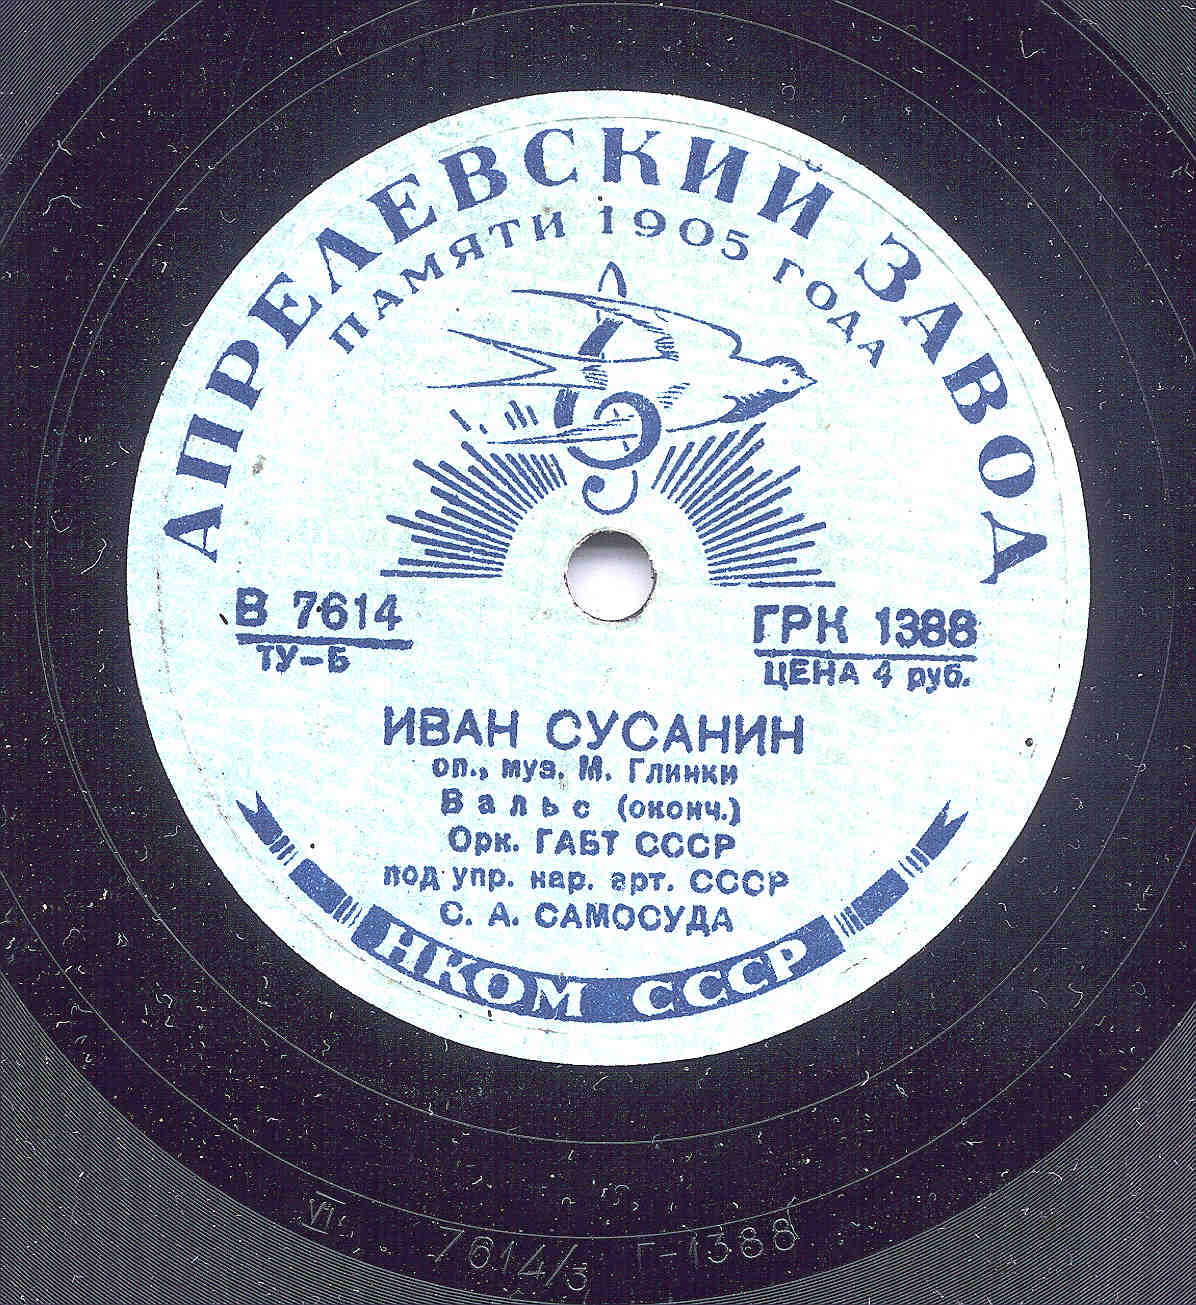 АПРЕЛЕВСКИЙ ЗАВОД
ПАМЯТИ 1905 ГОДА
В 7614
ТУ-Б
ГРК 1388
ЦЕНА 4 руб.
ИВАН СУСАНИН
оп., муз. М. Глинки
Вальс (оконч.)
Орк. ГАБТ СССР
под упр. нар. арт. СССР
С. А. САМОСУДА
НКОМ СССР
VI
7614/3 Г-1388